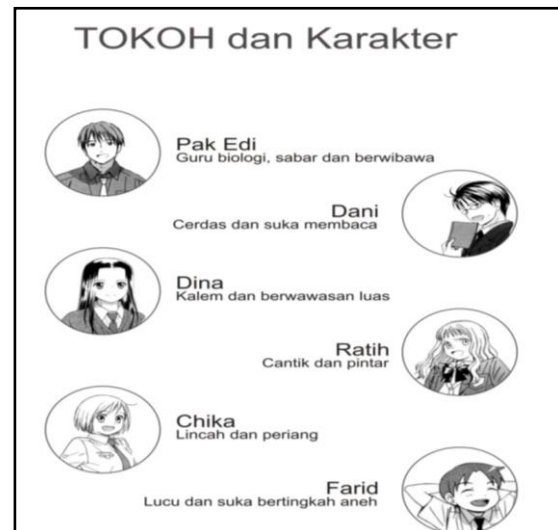 TOKOH dan Karakter
Pak Edi
Guru biologi, sabar dan berwibawa
Dani
Cerdas dan suka membaca
Dina
Kalem dan berwawasan luas
Ratih
Cantik dan pintar
Chika
Lincah dan periang
Farid
Lucu dan suka bertingkah aneh